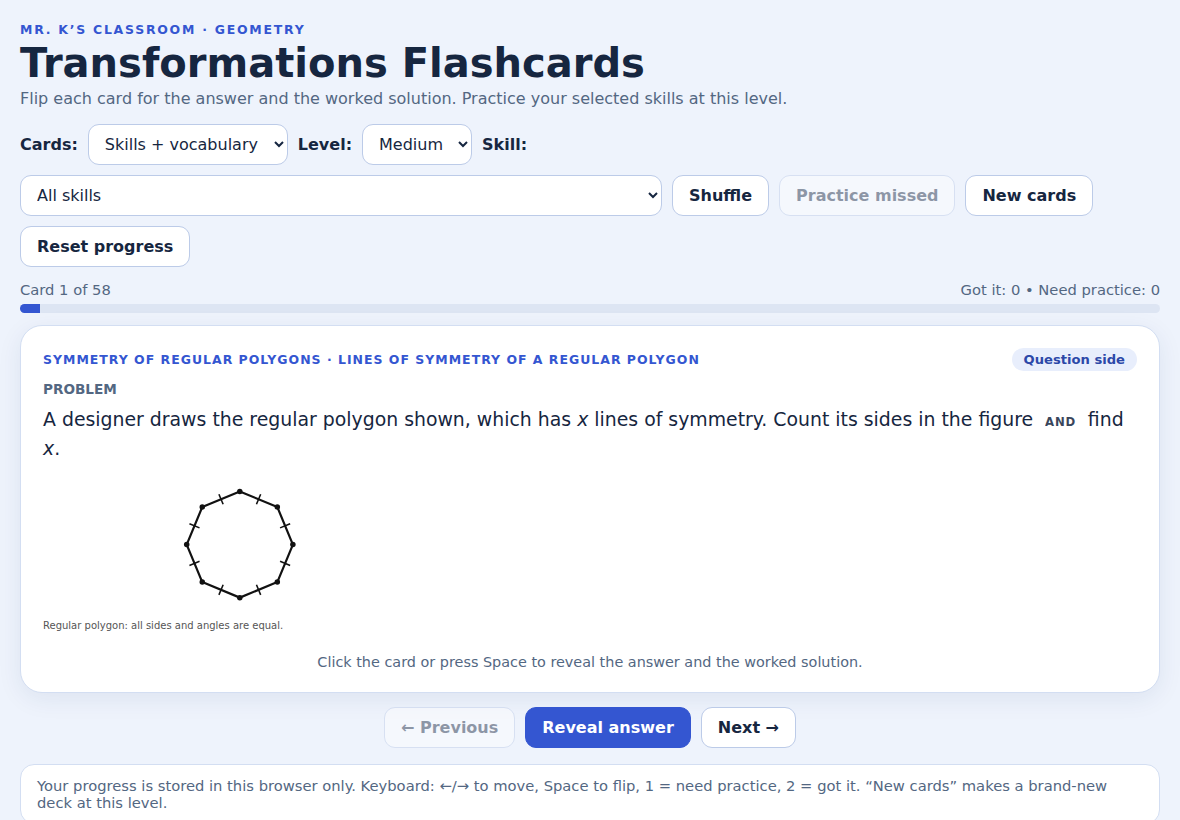 MR. K’S CLASSROOM · GEOMETRY
Transformations Flashcards
Flip each card for the answer and the worked solution. Practice your selected skills at this level.
Cards: Skills + vocabulary Level: Medium Skill:
All skills Shuffle Practice missed New cards
Reset progress
Card 1 of 58 Got it: 0 • Need practice: 0
SYMMETRY OF REGULAR POLYGONS · LINES OF SYMMETRY OF A REGULAR POLYGON Question side
PROBLEM
A designer draws the regular polygon shown, which has x lines of symmetry. Count its sides in the figure AND find
x.
Regular polygon: all sides and angles are equal.
Click the card or press Space to reveal the answer and the worked solution.
← Previous Reveal answer Next →
Your progress is stored in this browser only. Keyboard: ←/→ to move, Space to flip, 1 = need practice, 2 = got it. “New cards” makes a brand-new
deck at this level.